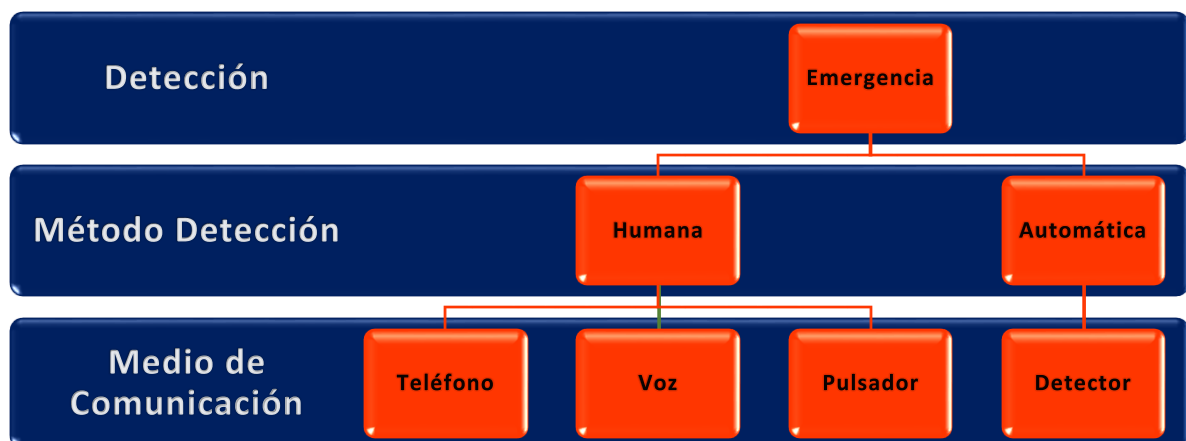 Detección
Emergencia
Método Detección
Humana
Automática
Medio de
Comunicación
Teléfono
Voz
Pulsador
Detector